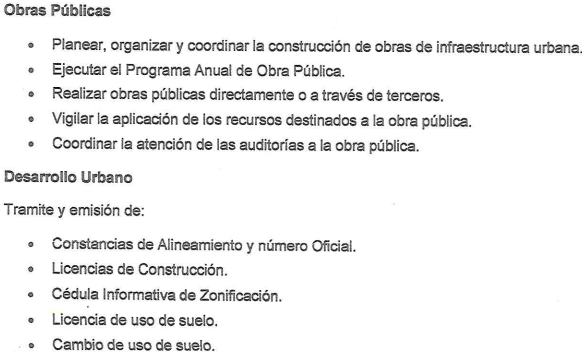 Obras Públicas
• Planear, organizar y coordinar la construcción de obras de infraestructura urbana.
• Ejecutar el Programa Anual de Obra Pública.
• Realizar obras públicas directamente o a través de terceros.
• Vigilar la aplicación de los recursos destinados a la obra pública.
• Coordinar la atención de las auditorías a la obra pública.
Desarrollo Urbano
Tramite y emisión de:
• Constancias de Alineamiento y número Oficial.
• Licencias de Construcción.
• Cédula Informativa de Zonificación.
• Licencia de uso de suelo.
• Cambio de uso de suelo.